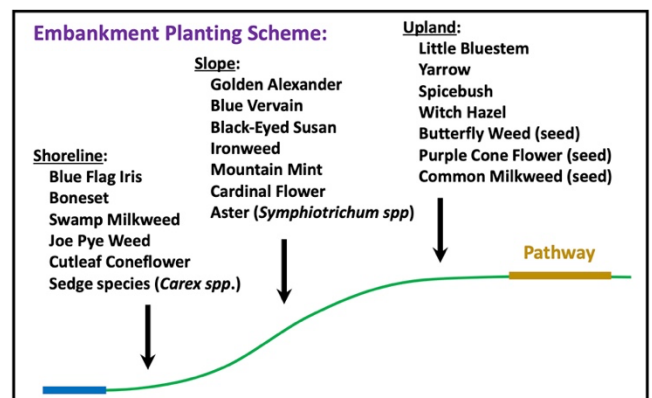 Embankment Planting Scheme:
Shoreline:
Blue Flag Iris
Boneset
Swamp Milkweed
Joe Pye Weed
Cutleaf Coneflower
Sedge species (Carex spp.)
Slope:
Golden Alexander
Blue Vervain
Black-Eyed Susan
Ironweed
Mountain Mint
Cardinal Flower
Aster (Symphiotrichum spp)
Upland:
Little Bluestem
Yarrow
Spicebush
Witch Hazel
Butterfly Weed (seed)
Purple Cone Flower (seed)
Common Milkweed (seed)
Pathway